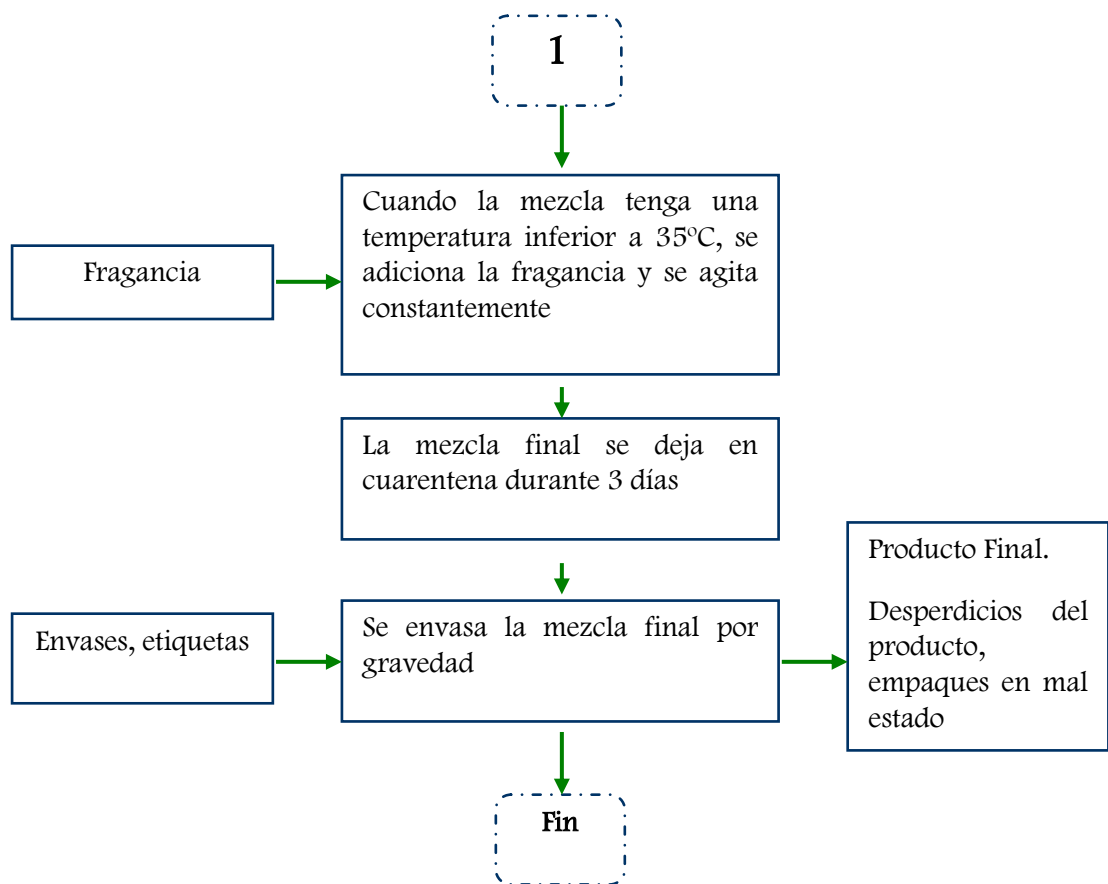 1
Cuando la mezcla tenga una
temperatura inferior a 35ºC, se
adiciona la fragancia y se agita
constantemente
Fragancia
La mezcla final se deja en
cuarentena durante 3 días
Producto Final.
Desperdicios del
producto,
empaques en mal
estado
Envases, etiquetas
Se envasa la mezcla final por
gravedad
Fin